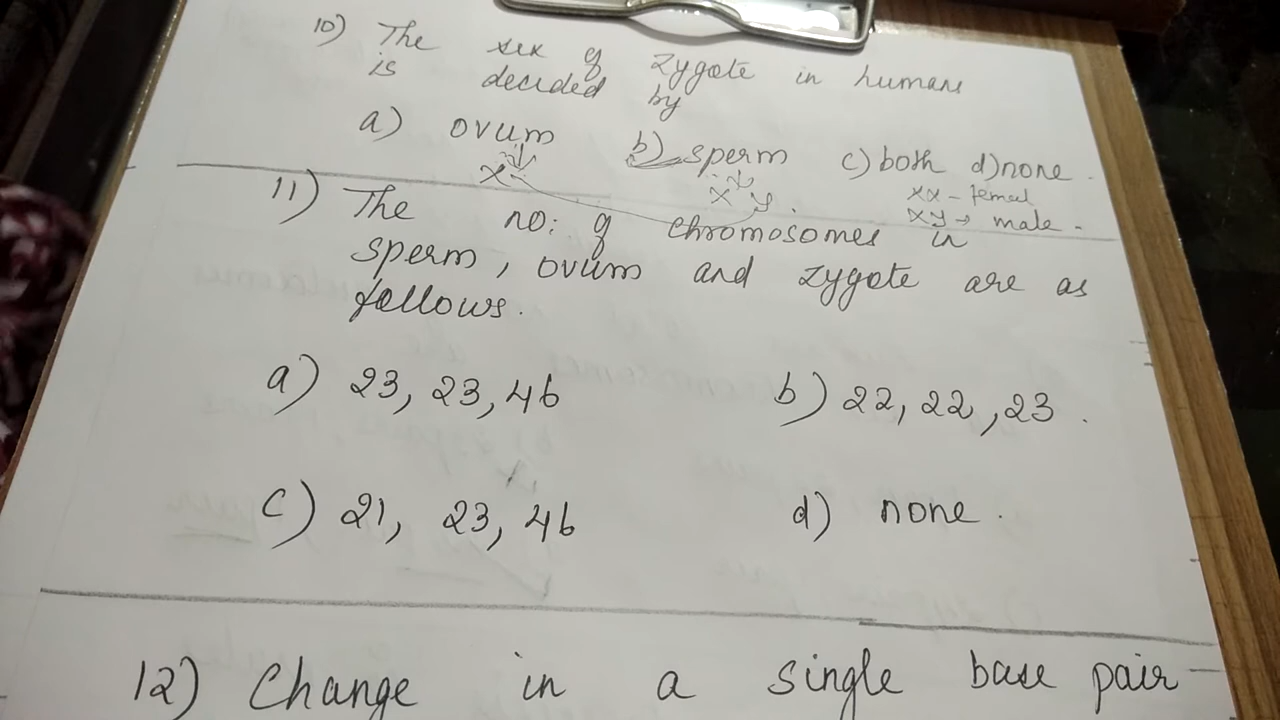 10) The sex of zygote in humans
is decided by
a) ovum b) sperm c) both d) none.
X X y. XX - femal
XY → male.
11) The no: of chromosomes in
sperm, ovum and zygote are as
follows.
a) 23, 23, 46 b) 22, 22, 23.
c) 21, 23, 46 d) none.
12) Change in a single base pair